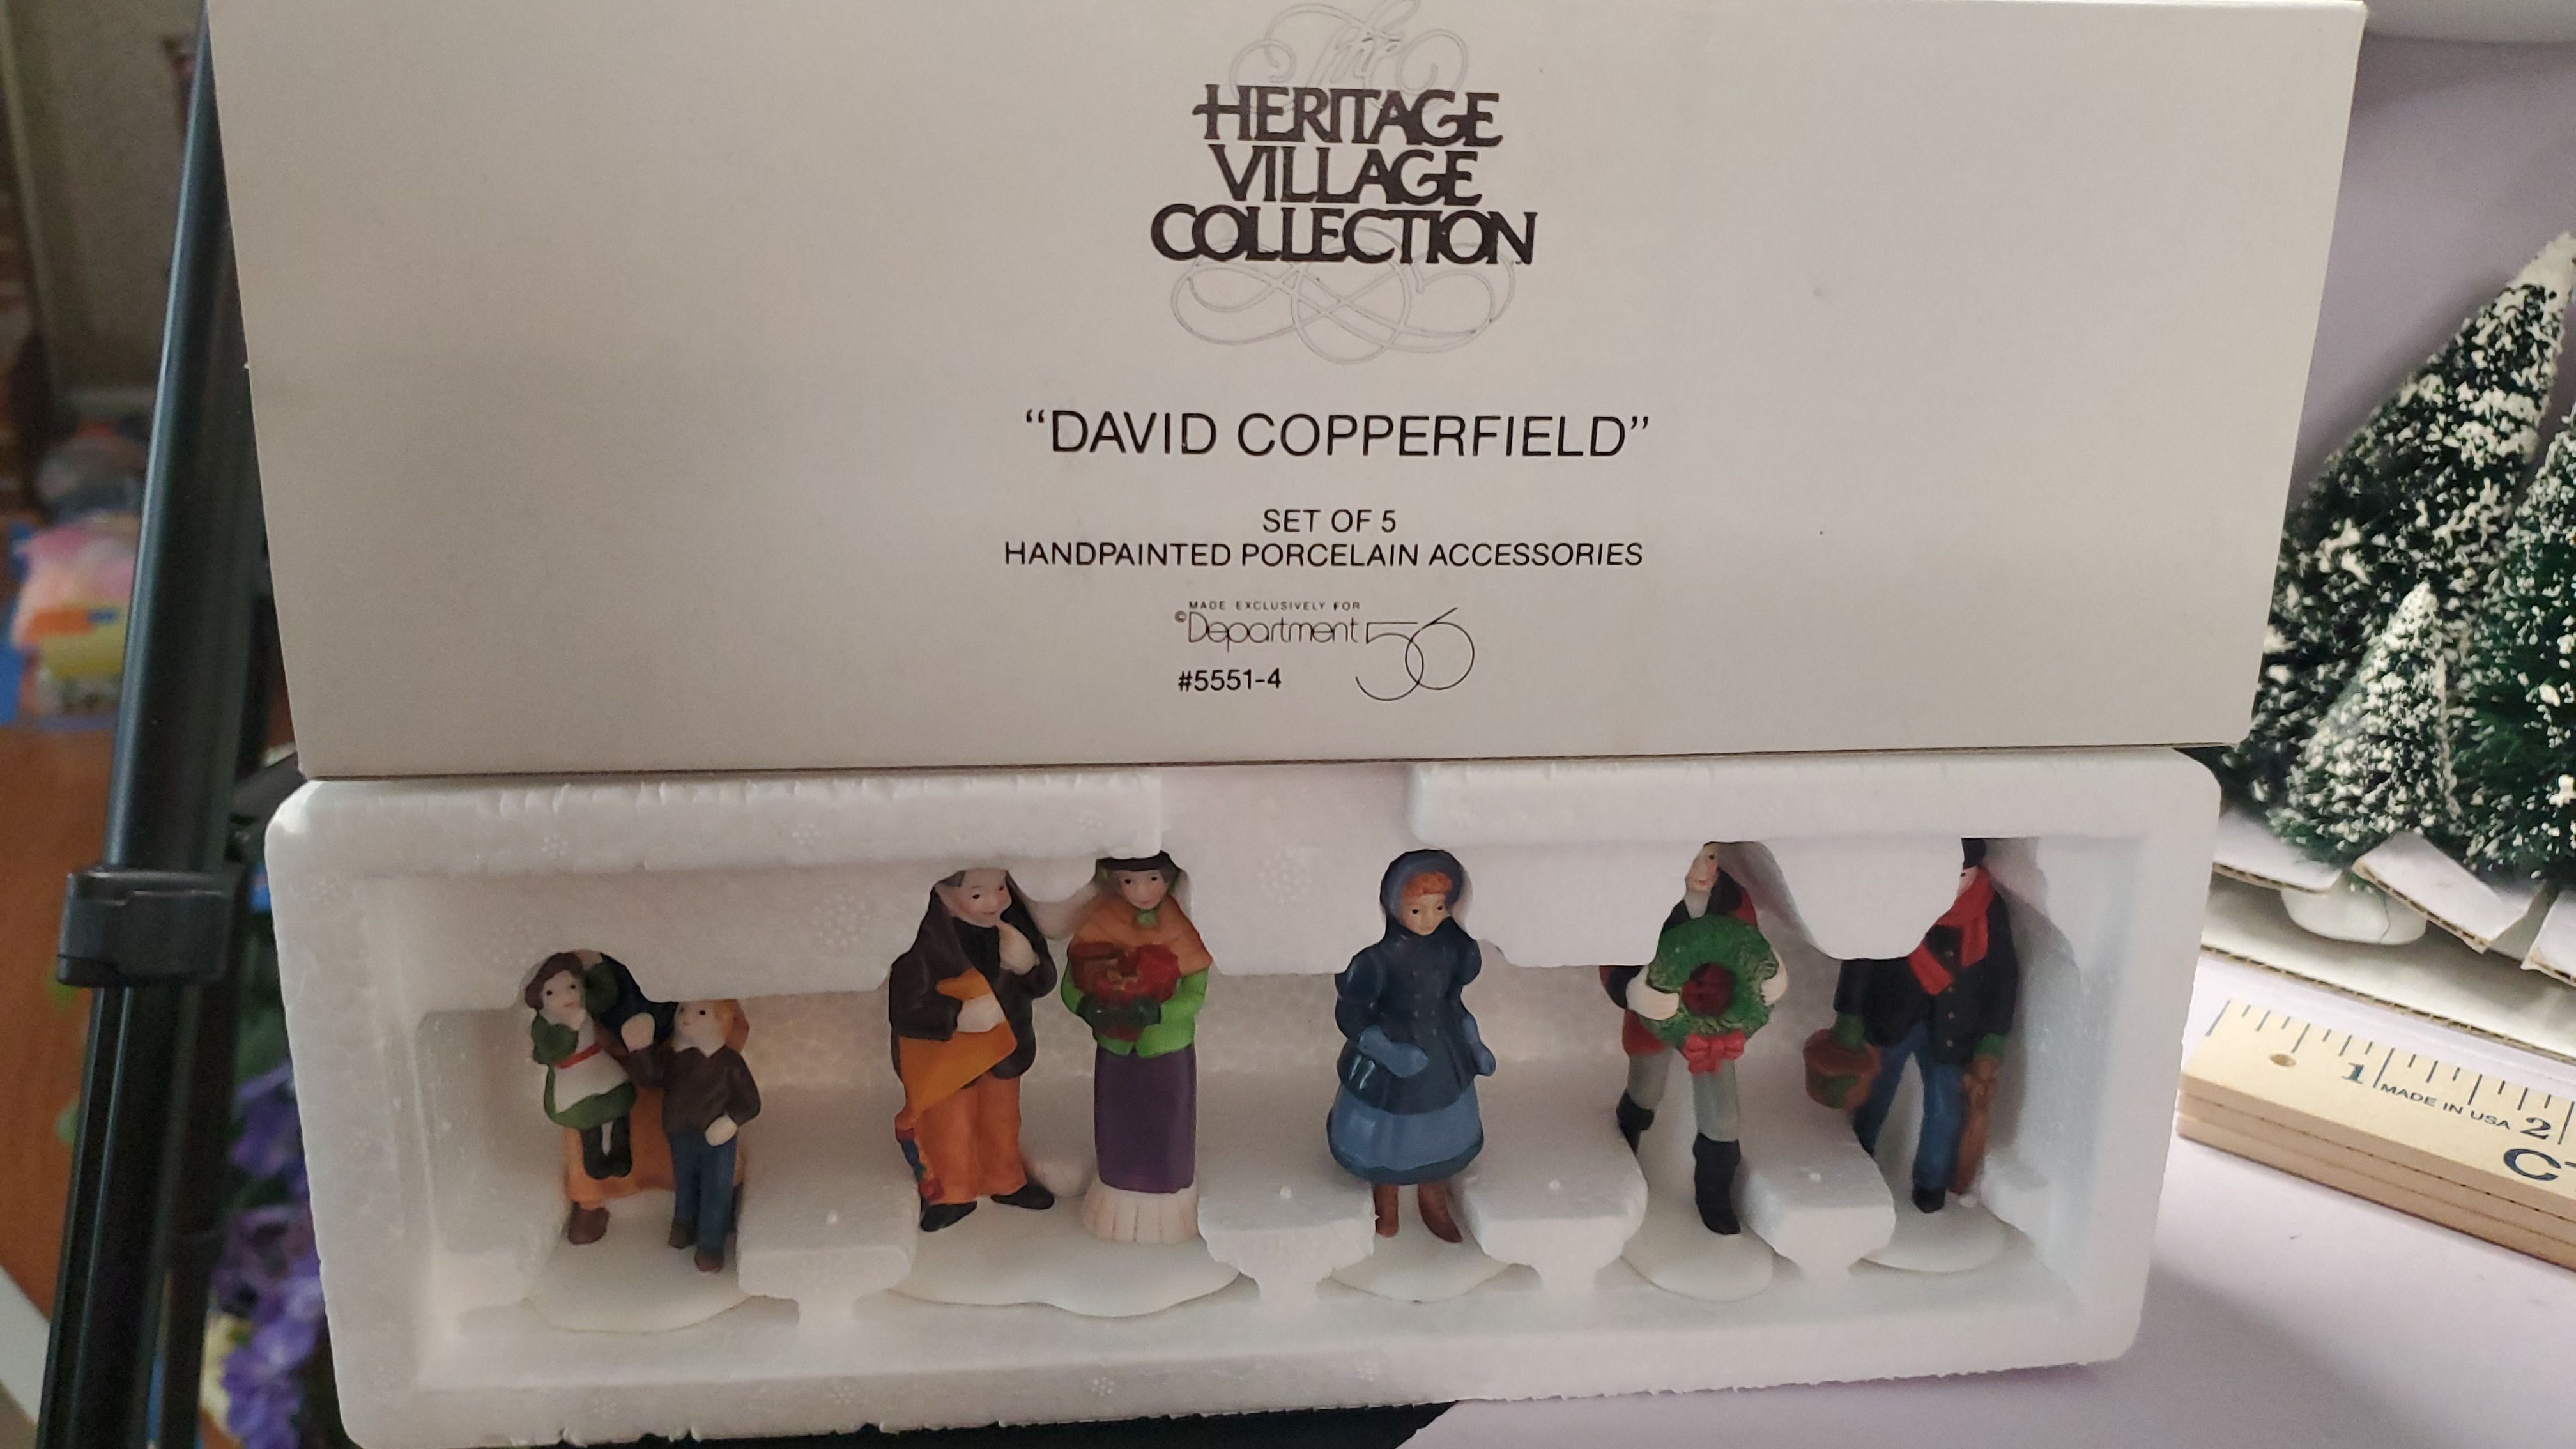 The
HERITAGE
VILLAGE
COLLECTION
“DAVID COPPERFIELD”
SET OF 5
HANDPAINTED PORCELAIN ACCESSORIES
MADE EXCLUSIVELY FOR
©Department 56
#5551-4
1 MADE IN USA 2